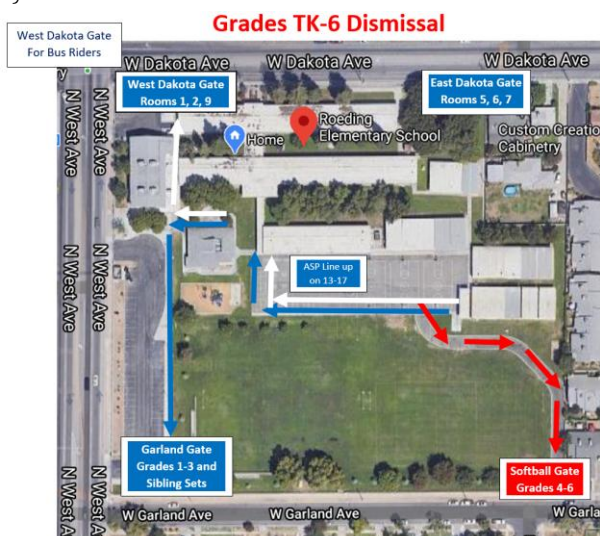 Grades TK-6 Dismissal
West Dakota Gate
For Bus Riders
W Dakota Ave
W Dakota Ave
W Dakota Ave
West Dakota Gate
Rooms 1, 2, 9
East Dakota Gate
Rooms 5, 6, 7
N West Ave
N West Ave
Roeding
Elementary School
Home
Custom Creatio
Cabinetry
N West Ave
N West Ave
ASP Line up
on 13-17
Garland Gate
Grades 1-3 and
Sibling Sets
Softball Gate
Grades 4-6
N West A
N West A
W Garland Ave
W Garland Ave
W Garla